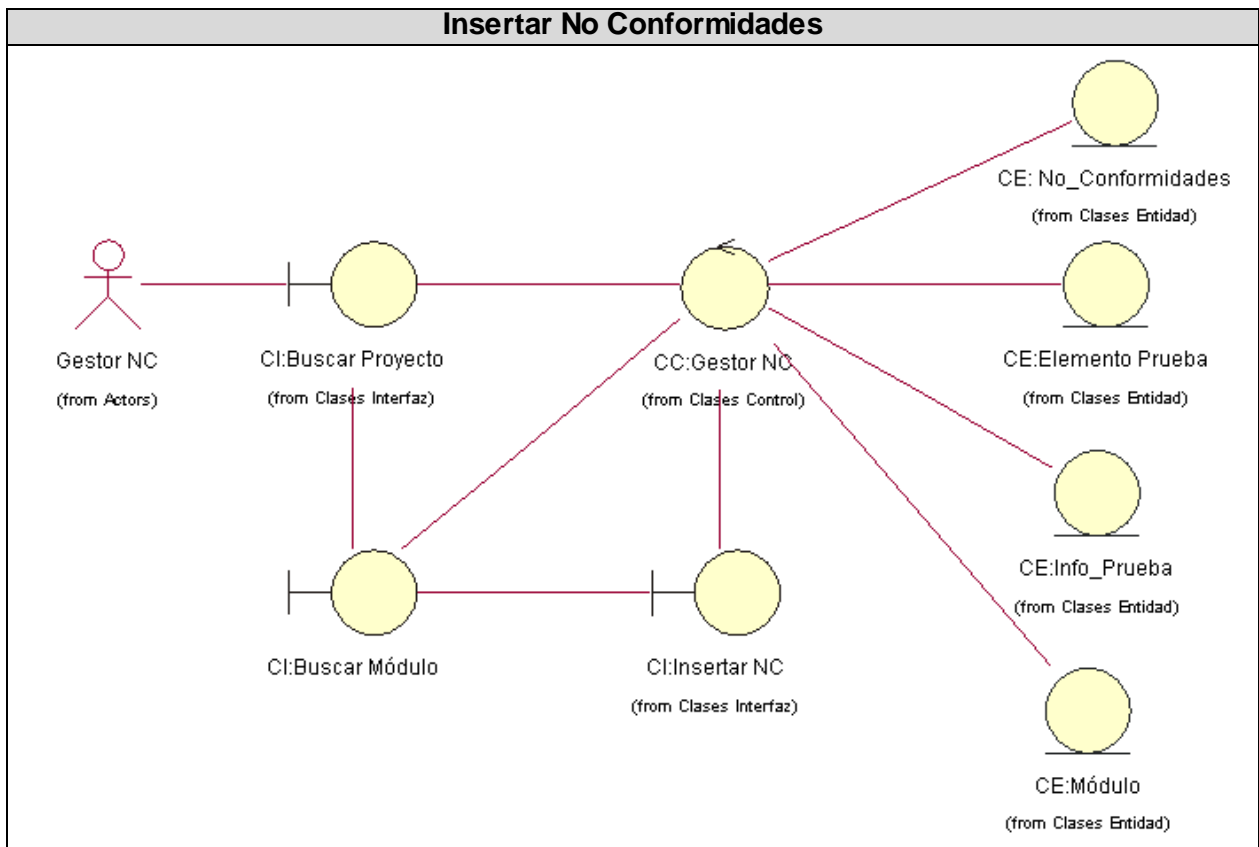 Insertar No Conformidades
CE: No_Conformidades
(from Clases Entidad)
Gestor NC
(from Actors)
CI:Buscar Proyecto
(from Clases Interfaz)
CC:Gestor NC
(from Clases Control)
CE:Elemento Prueba
(from Clases Entidad)
CE:Info_Prueba
(from Clases Entidad)
CI:Buscar Módulo
CI:Insertar NC
(from Clases Interfaz)
CE:Módulo
(from Clases Entidad)